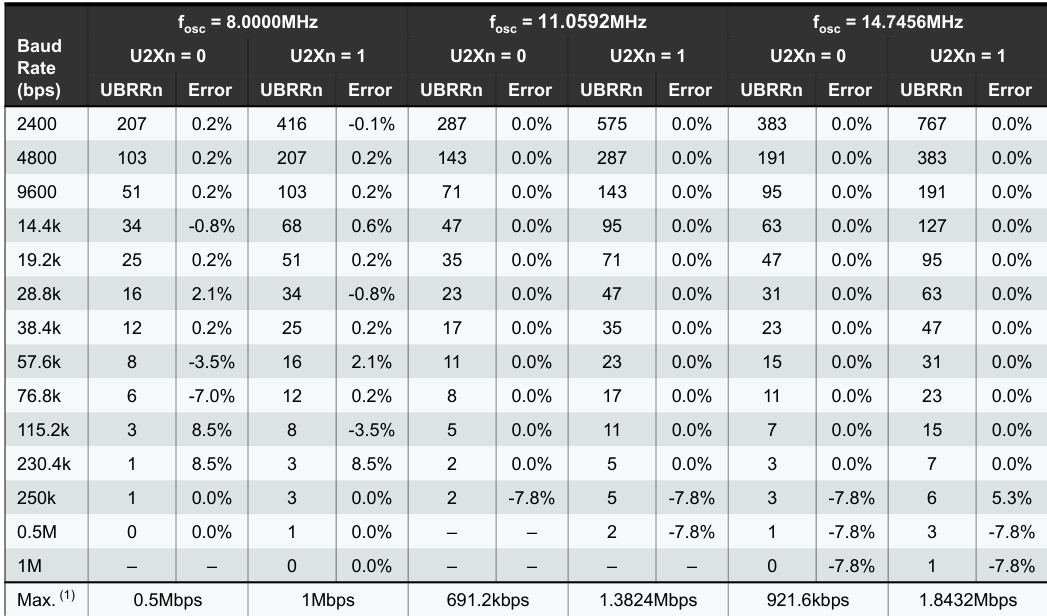 fosc = 8.0000MHz fosc = 11.0592MHz fosc = 14.7456MHz
Baud Rate (bps) U2Xn = 0 U2Xn = 1 U2Xn = 0 U2Xn = 1 U2Xn = 0 U2Xn = 1
UBRRn Error UBRRn Error UBRRn Error UBRRn Error UBRRn Error UBRRn Error
2400 207 0.2% 416 -0.1% 287 0.0% 575 0.0% 383 0.0% 767 0.0%
4800 103 0.2% 207 0.2% 143 0.0% 287 0.0% 191 0.0% 383 0.0%
9600 51 0.2% 103 0.2% 71 0.0% 143 0.0% 95 0.0% 191 0.0%
14.4k 34 -0.8% 68 0.6% 47 0.0% 95 0.0% 63 0.0% 127 0.0%
19.2k 25 0.2% 51 0.2% 35 0.0% 71 0.0% 47 0.0% 95 0.0%
28.8k 16 2.1% 34 -0.8% 23 0.0% 47 0.0% 31 0.0% 63 0.0%
38.4k 12 0.2% 25 0.2% 17 0.0% 35 0.0% 23 0.0% 47 0.0%
57.6k 8 -3.5% 16 2.1% 11 0.0% 23 0.0% 15 0.0% 31 0.0%
76.8k 6 -7.0% 12 0.2% 8 0.0% 17 0.0% 11 0.0% 23 0.0%
115.2k 3 8.5% 8 -3.5% 5 0.0% 11 0.0% 7 0.0% 15 0.0%
230.4k 1 8.5% 3 8.5% 2 0.0% 5 0.0% 3 0.0% 7 0.0%
250k 1 0.0% 3 0.0% 2 -7.8% 5 -7.8% 3 -7.8% 6 5.3%
0.5M 0 0.0% 1 0.0% – – 2 -7.8% 1 -7.8% 3 -7.8%
1M – – 0 0.0% – – – – 0 -7.8% 1 -7.8%
Max. (1) 0.5Mbps 1Mbps 691.2kbps 1.3824Mbps 921.6kbps 1.8432Mbps